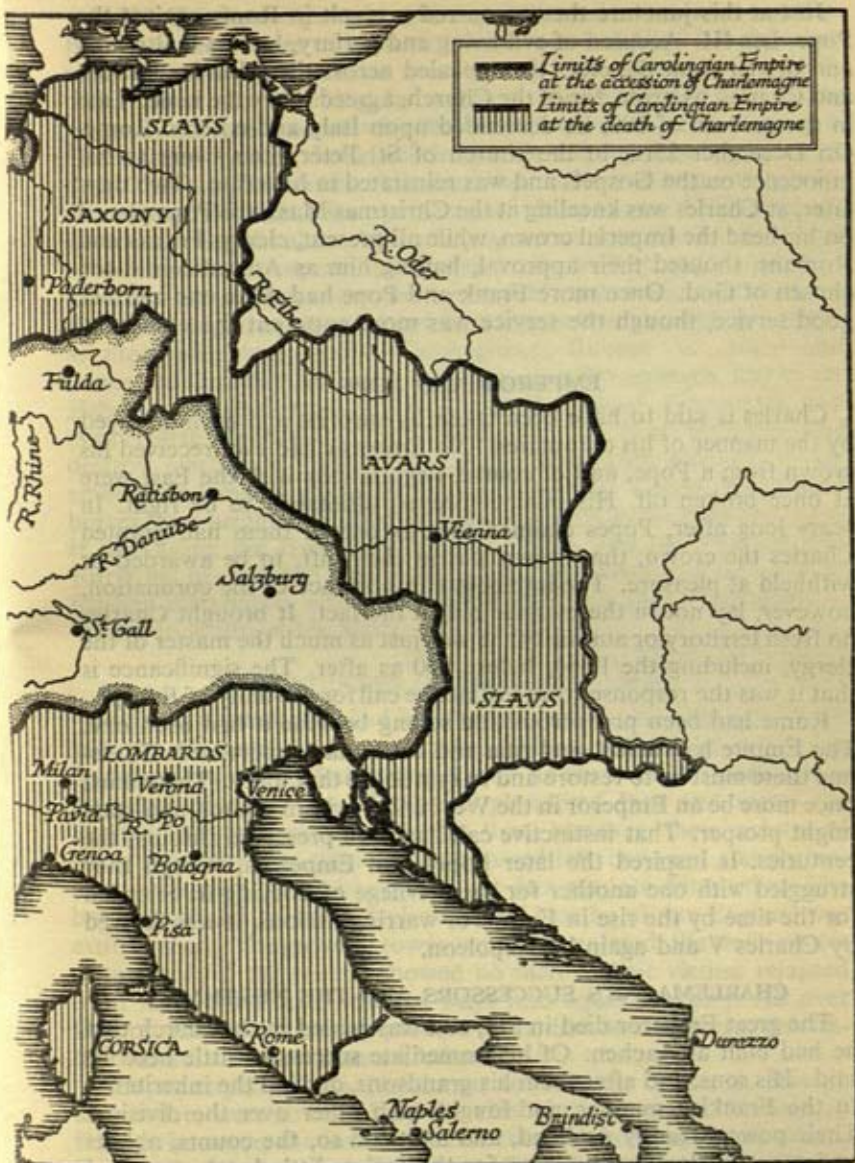 Limits of Carolingian Empire
at the accession of Charlemagne
Limits of Carolingian Empire
at the death of Charlemagne
SLAVS
SAXONY
Paderborn
R. Oder
R. Elbe
Fulda
R. Rhine
AVARS
Ratisbon
R. Danube
Vienna
Salzburg
St. Gall
SLAVS
LOMBARDS
Milan
Verona
Venice
Pavia
R. Po
Genoa
Bologna
Pisa
CORSICA
Rome
Durazzo
Naples
Salerno
Brindisi